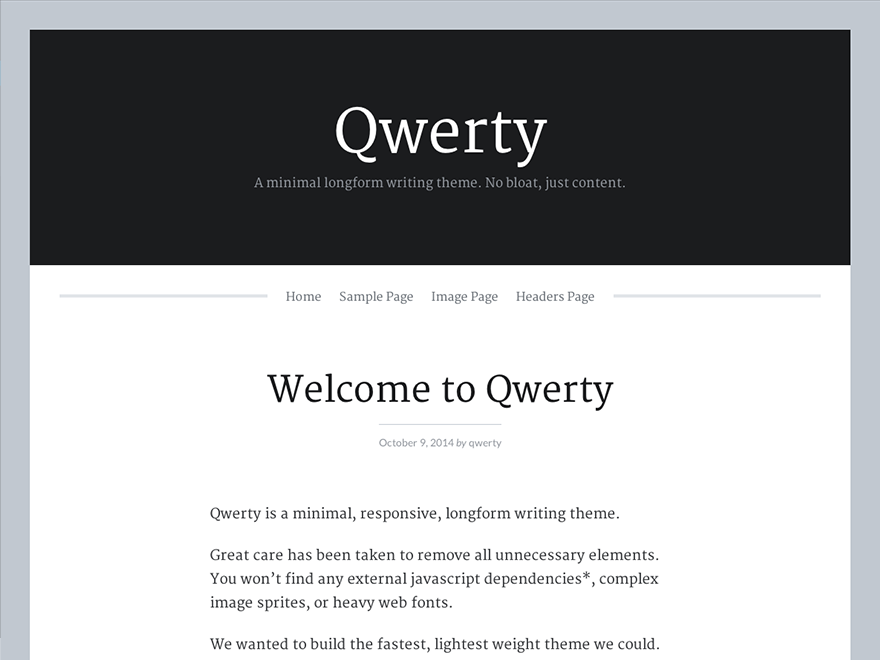 Qwerty
A minimal longform writing theme. No bloat, just content.
Home Sample Page Image Page Headers Page
Welcome to Qwerty
October 9, 2014 by qwerty
Qwerty is a minimal, responsive, longform writing theme.
Great care has been taken to remove all unnecessary elements.
You won’t find any external javascript dependencies*, complex
image sprites, or heavy web fonts.
We wanted to build the fastest, lightest weight theme we could.